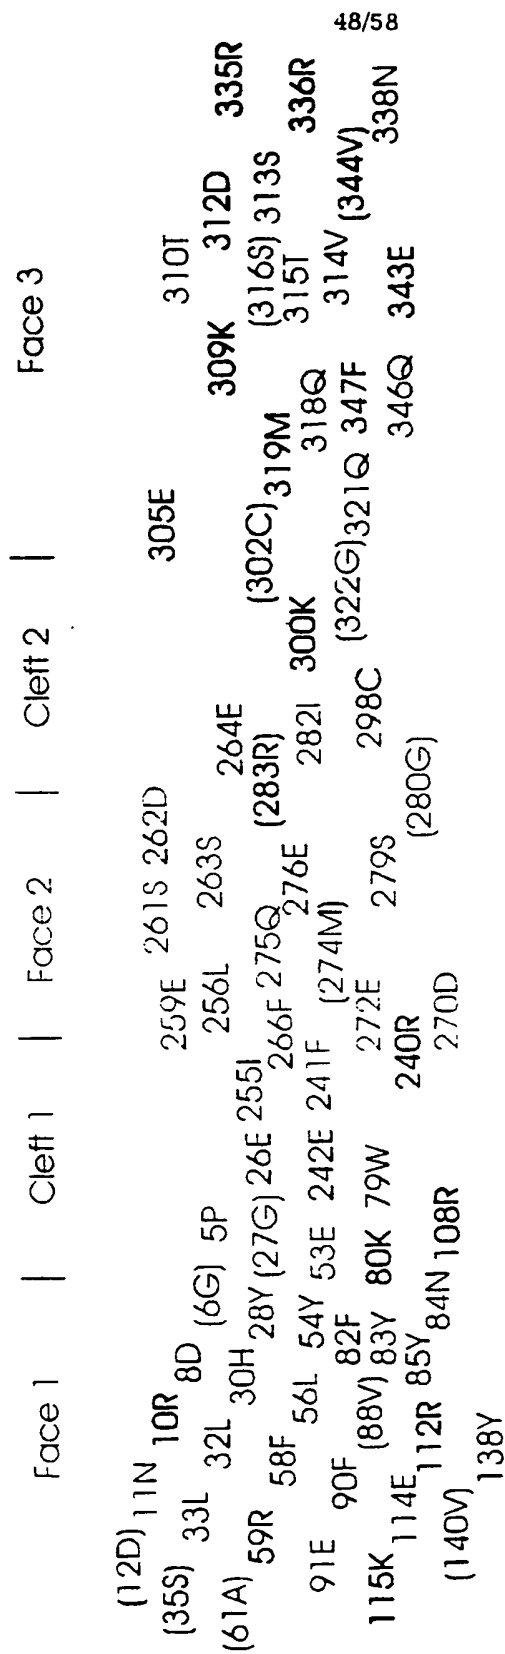 48/58
Face 1 | Cleft 1 | Face 2 | Cleft 2 | Face 3
(12D) 11N 10R 261S 262D 305E
(35S) 8D 259E 310T
33L (6G)
32L 5P 256L 263S 309K 312D
(61A) 30H 264E 335R
59R 28Y (27G) 26E 255I (283R) (302C) (316S) 313S
266F 275Q 319M
58F 276E 300K 315T 336R
56L 54Y 53E 242E 241F (274M) 282I 318Q
91E 90F 82F (322G) 321Q 347F 314V (344V)
115K (88V) 83Y 80K 79W 272E 279S 298C 338N
114E 85Y 240R 346Q 343E
112R 84N 108R 270D (280G)
(140V)
138Y